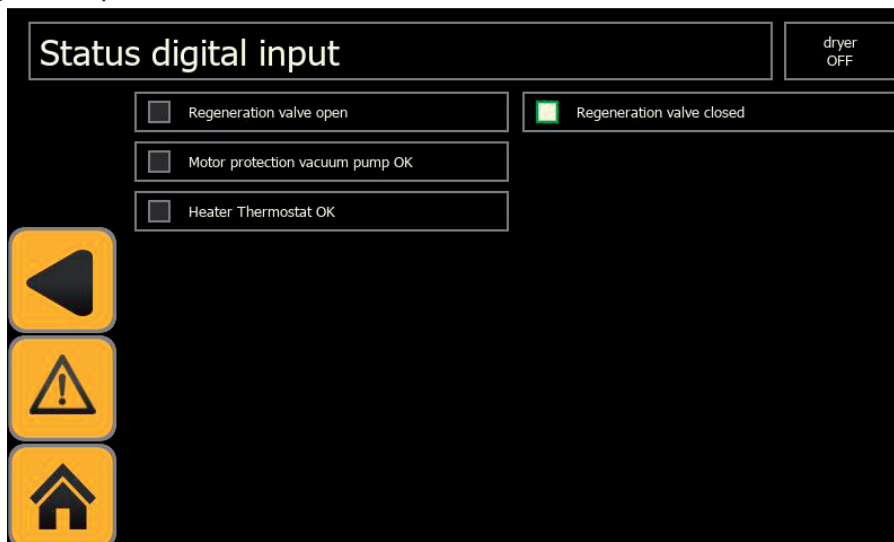 Status digital input
dryer
OFF
Regeneration valve open
Regeneration valve closed
Motor protection vacuum pump OK
Heater Thermostat OK